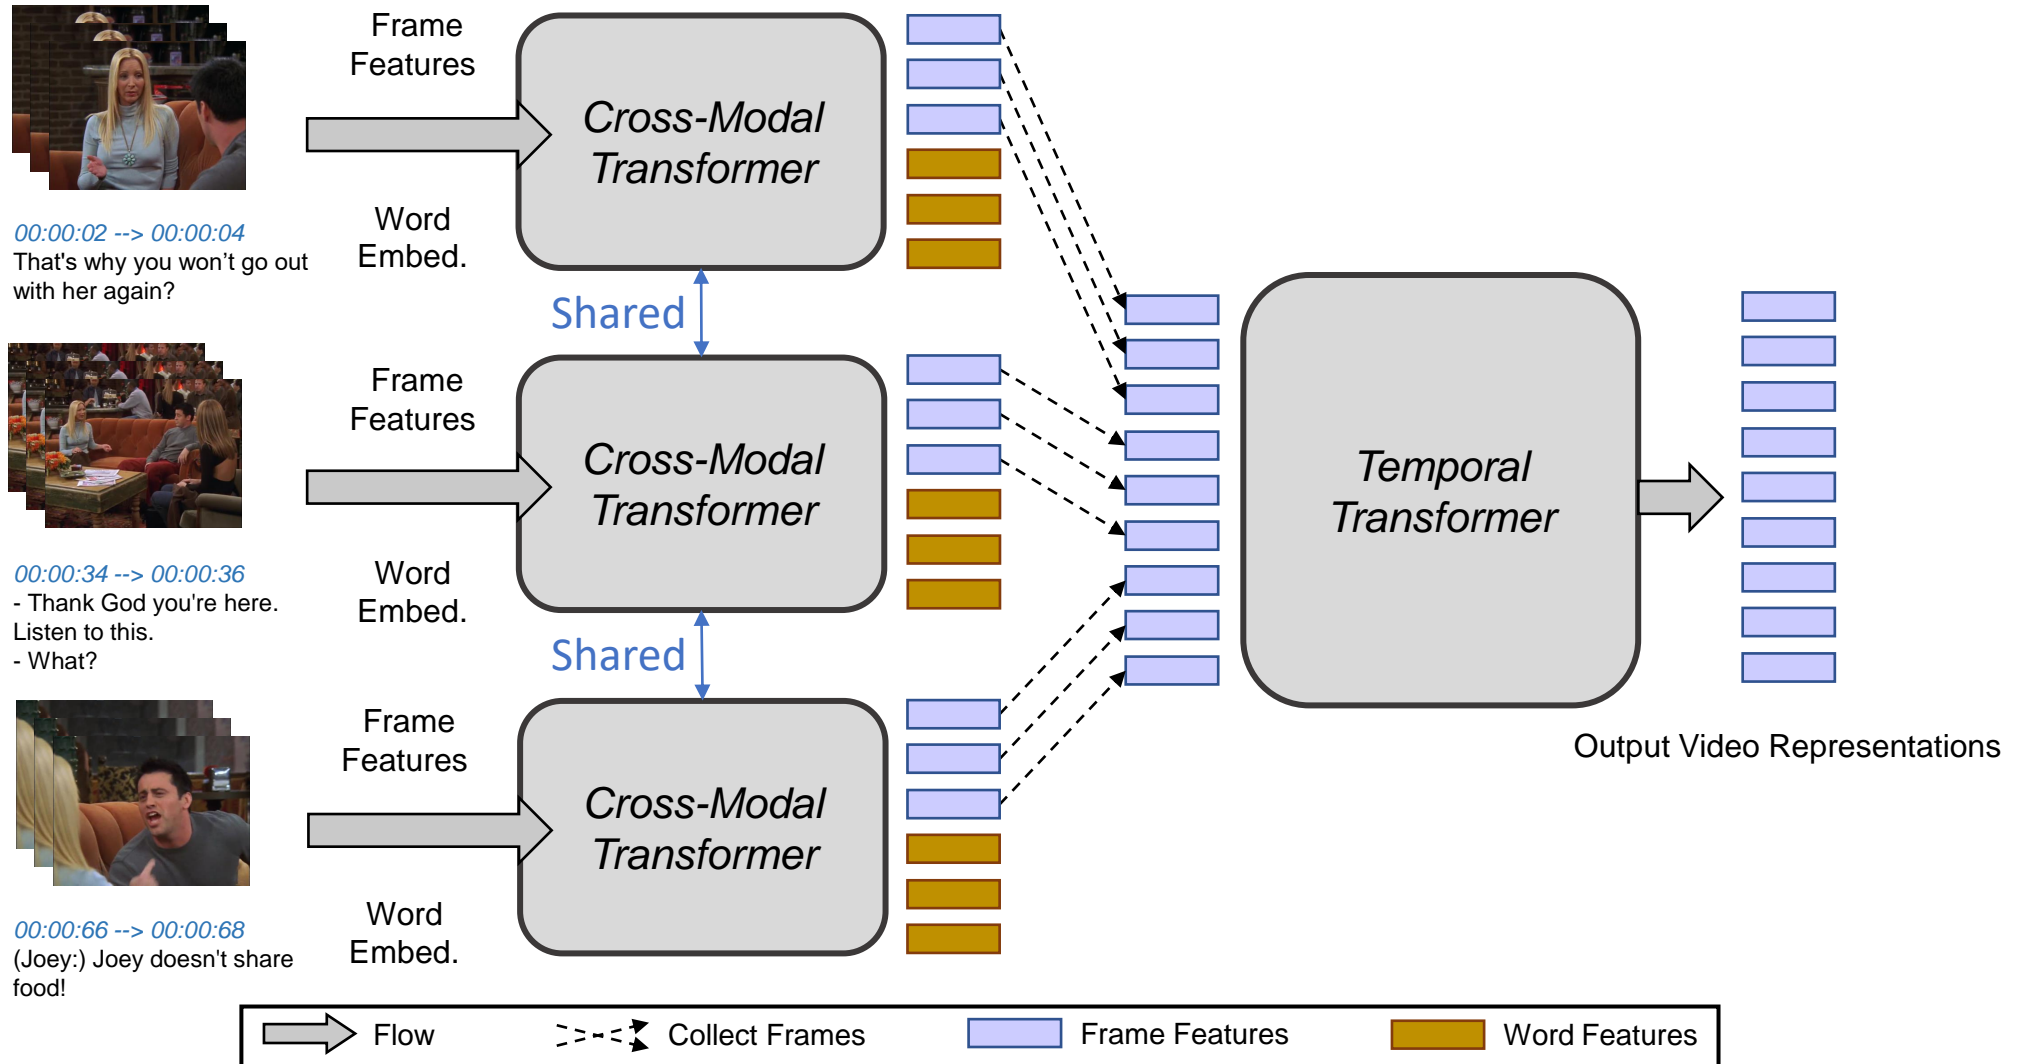 Frame
Features
Cross-Modal
Transformer
Word
Embed.
00:00:02 --> 00:00:04
That's why you won’t go out
with her again?
Shared
Frame
Features
Cross-Modal
Transformer
Word
Embed.
00:00:34 --> 00:00:36
- Thank God you're here.
Listen to this.
- What?
Shared
Temporal
Transformer
Output Video Representations
Frame
Features
Cross-Modal
Transformer
Word
Embed.
00:00:66 --> 00:00:68
(Joey:) Joey doesn't share
food!
Flow
Collect Frames
Frame Features
Word Features